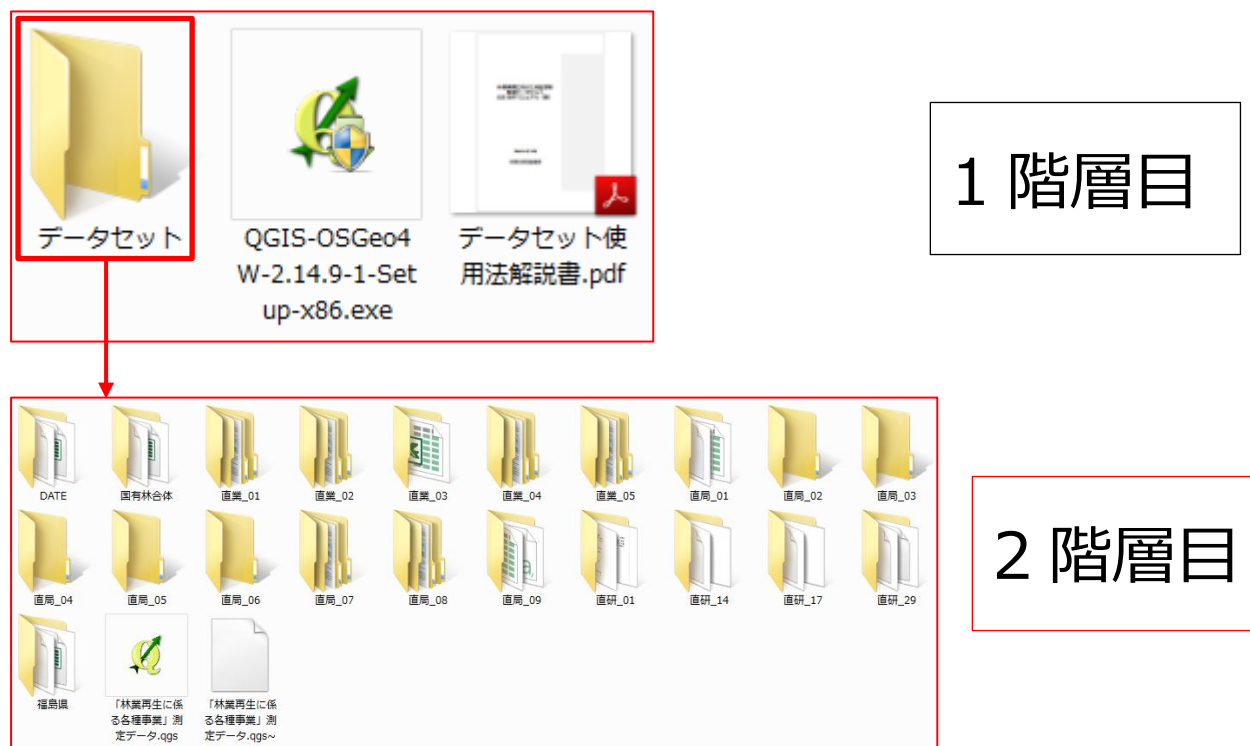 データセット
QGIS-OSGeo4
W-2.14.9-1-Set
up-x86.exe
データセット使
用法解説書.pdf
1 階層目
DATE
国有林合体
直業_01
直業_02
直業_03
直業_04
直業_05
直局_01
直局_02
直局_03
直局_04
直局_05
直局_06
直局_07
直局_08
直局_09
直研_01
直研_14
直研_17
直研_29
福島県
「林業再生に係
る各種事業」測
定データ.qgs
「林業再生に係
る各種事業」測
定データ.qgs~
2 階層目